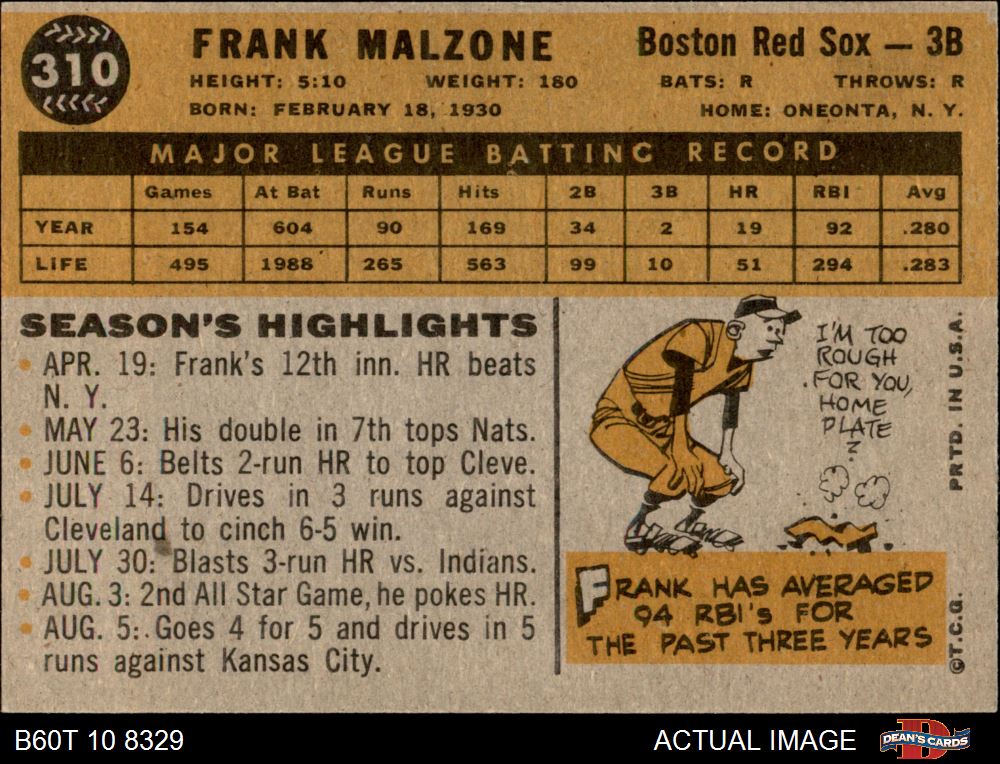 310
FRANK MALZONE
Boston Red Sox — 3B
HEIGHT: 5:10 WEIGHT: 180 BATS: R THROWS: R
BORN: FEBRUARY 18, 1930 HOME: ONEONTA, N. Y.
MAJOR LEAGUE BATTING RECORD
Games At Bat Runs Hits 2B 3B HR RBI Avg
YEAR 154 604 90 169 34 2 19 92 .280
LIFE 495 1988 265 563 99 10 51 294 .283
SEASON'S HIGHLIGHTS
• APR. 19: Frank's 12th inn. HR beats
N. Y.
• MAY 23: His double in 7th tops Nats.
• JUNE 6: Belts 2-run HR to top Cleve.
• JULY 14: Drives in 3 runs against
Cleveland to cinch 6-5 win.
• JULY 30: Blasts 3-run HR vs. Indians.
• AUG. 3: 2nd All Star Game, he pokes HR.
• AUG. 5: Goes 4 for 5 and drives in 5
runs against Kansas City.
I'M TOO
ROUGH
FOR YOU,
HOME
PLATE
?
FRANK HAS AVERAGED
94 RBI's FOR
THE PAST THREE YEARS
PRTD. IN U.S.A.
©T.C.G.
B60T 10 8329
ACTUAL IMAGE
D
DEAN'S CARDS